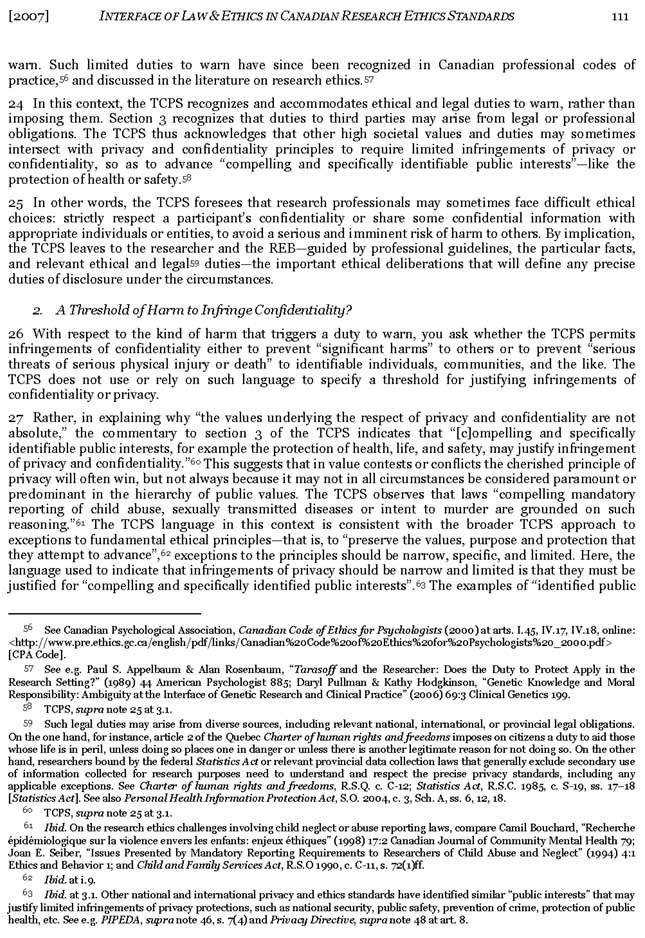 [2007] INTERFACE OF LAW & ETHICS IN CANADIAN RESEARCH ETHICS STANDARDS 111
warn. Such limited duties to warn have since been recognized in Canadian professional codes of
practice,56 and discussed in the literature on research ethics.57
24 In this context, the TCPS recognizes and accommodates ethical and legal duties to warn, rather than
imposing them. Section 3 recognizes that duties to third parties may arise from legal or professional
obligations. The TCPS thus acknowledges that other high societal values and duties may sometimes
intersect with privacy and confidentiality principles to require limited infringements of privacy or
confidentiality, so as to advance “compelling and specifically identifiable public interests”—like the
protection of health or safety.58
25 In other words, the TCPS foresees that research professionals may sometimes face difficult ethical
choices: strictly respect a participant’s confidentiality or share some confidential information with
appropriate individuals or entities, to avoid a serious and imminent risk of harm to others. By implication,
the TCPS leaves to the researcher and the REB—guided by professional guidelines, the particular facts,
and relevant ethical and legal59 duties—the important ethical deliberations that will define any precise
duties of disclosure under the circumstances.
2. A Threshold of Harm to Infringe Confidentiality?
26 With respect to the kind of harm that triggers a duty to warn, you ask whether the TCPS permits
infringements of confidentiality either to prevent “significant harms” to others or to prevent “serious
threats of serious physical injury or death” to identifiable individuals, communities, and the like. The
TCPS does not use or rely on such language to specify a threshold for justifying infringements of
confidentiality or privacy.
27 Rather, in explaining why “the values underlying the respect of privacy and confidentiality are not
absolute,” the commentary to section 3 of the TCPS indicates that “[c]ompelling and specifically
identifiable public interests, for example the protection of health, life, and safety, may justify infringement
of privacy and confidentiality.”60 This suggests that in value contests or conflicts the cherished principle of
privacy will often win, but not always because it may not in all circumstances be considered paramount or
predominant in the hierarchy of public values. The TCPS observes that laws “compelling mandatory
reporting of child abuse, sexually transmitted diseases or intent to murder are grounded on such
reasoning.”61 The TCPS language in this context is consistent with the broader TCPS approach to
exceptions to fundamental ethical principles—that is, to “preserve the values, purpose and protection that
they attempt to advance”,62 exceptions to the principles should be narrow, specific, and limited. Here, the
language used to indicate that infringements of privacy should be narrow and limited is that they must be
justified for “compelling and specifically identified public interests”.63 The examples of “identified public
56 See Canadian Psychological Association, Canadian Code of Ethics for Psychologists (2000) at arts. I.45, IV.17, IV.18, online:
<http://www.pre.ethics.gc.ca/english/pdf/links/Canadian%20Code%20of%20Ethics%20for%20Psychologists%20_2000.pdf>
[CPA Code].
57 See e.g. Paul S. Appelbaum & Alan Rosenbaum, “Tarasoff and the Researcher: Does the Duty to Protect Apply in the
Research Setting?” (1989) 44 American Psychologist 885; Daryl Pullman & Kathy Hodgkinson, “Genetic Knowledge and Moral
Responsibility: Ambiguity at the Interface of Genetic Research and Clinical Practice” (2006) 69:3 Clinical Genetics 199.
58 TCPS, supra note 25 at 3.1.
59 Such legal duties may arise from diverse sources, including relevant national, international, or provincial legal obligations.
On the one hand, for instance, article 2 of the Quebec Charter of human rights and freedoms imposes on citizens a duty to aid those
whose life is in peril, unless doing so places one in danger or unless there is another legitimate reason for not doing so. On the other
hand, researchers bound by the federal Statistics Act or relevant provincial data collection laws that generally exclude secondary use
of information collected for research purposes need to understand and respect the precise privacy standards, including any
applicable exceptions. See Charter of human rights and freedoms, R.S.Q. c. C-12; Statistics Act, R.S.C. 1985, c. S-19, ss. 17–18
[Statistics Act]. See also Personal Health Information Protection Act, S.O. 2004, c. 3, Sch. A, ss. 6, 12, 18.
60 TCPS, supra note 25 at 3.1.
61 Ibid. On the research ethics challenges involving child neglect or abuse reporting laws, compare Camil Bouchard, “Recherche
épidémiologique sur la violence envers les enfants: enjeux éthiques” (1998) 17:2 Canadian Journal of Community Mental Health 79;
Joan E. Seiber, “Issues Presented by Mandatory Reporting Requirements to Researchers of Child Abuse and Neglect” (1994) 4:1
Ethics and Behavior 1; and Child and Family Services Act, R.S.O 1990, c. C-11, s. 72(1)ff.
62 Ibid. at i.9.
63 Ibid. at 3.1. Other national and international privacy and ethics standards have identified similar “public interests” that may
justify limited infringements of privacy protections, such as national security, public safety, prevention of crime, protection of public
health, etc. See e.g. PIPEDA, supra note 46, s. 7(4) and Privacy Directive, supra note 48 at art. 8.